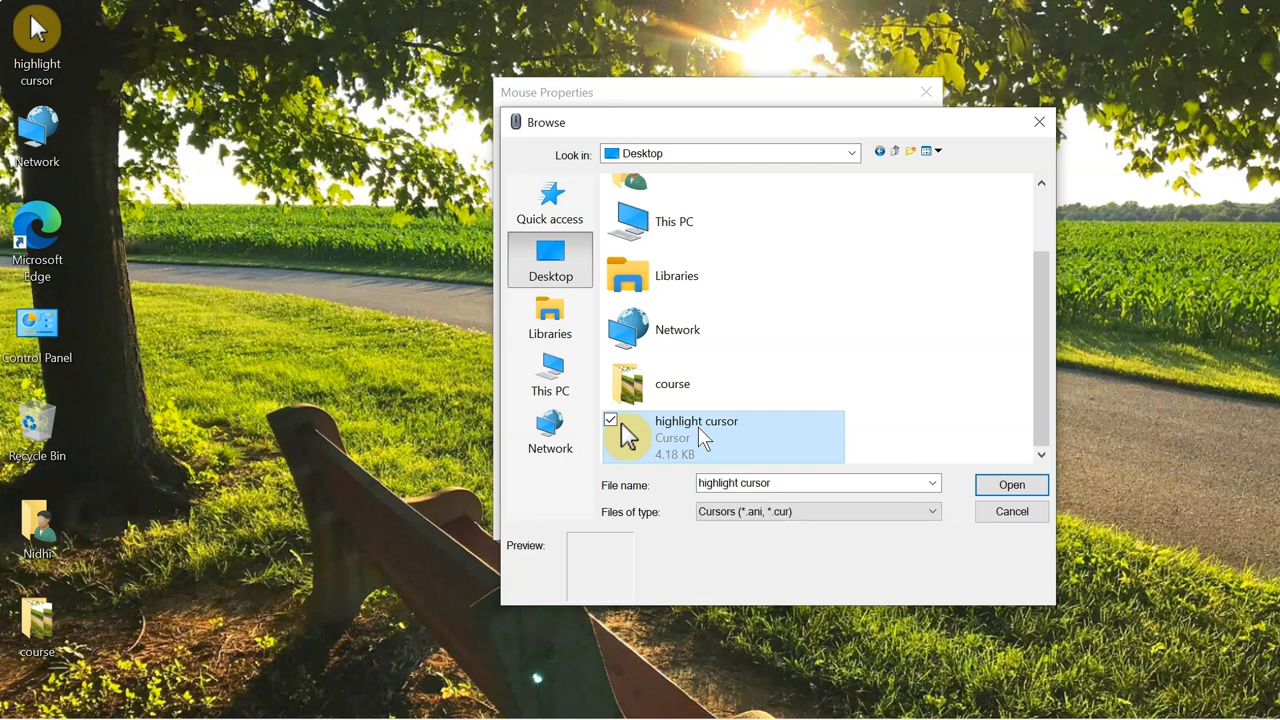 highlight
cursor
Network
Microsoft
Edge
Control Panel
Recycle Bin
Nidhi
course
Mouse Properties
Browse
Look in:
Desktop
Quick access
Desktop
Libraries
This PC
Network
This PC
Libraries
Network
course
highlight cursor
Cursor
4.18 KB
File name:
highlight cursor
Open
Files of type:
Cursors (*.ani, *.cur)
Cancel
Preview: